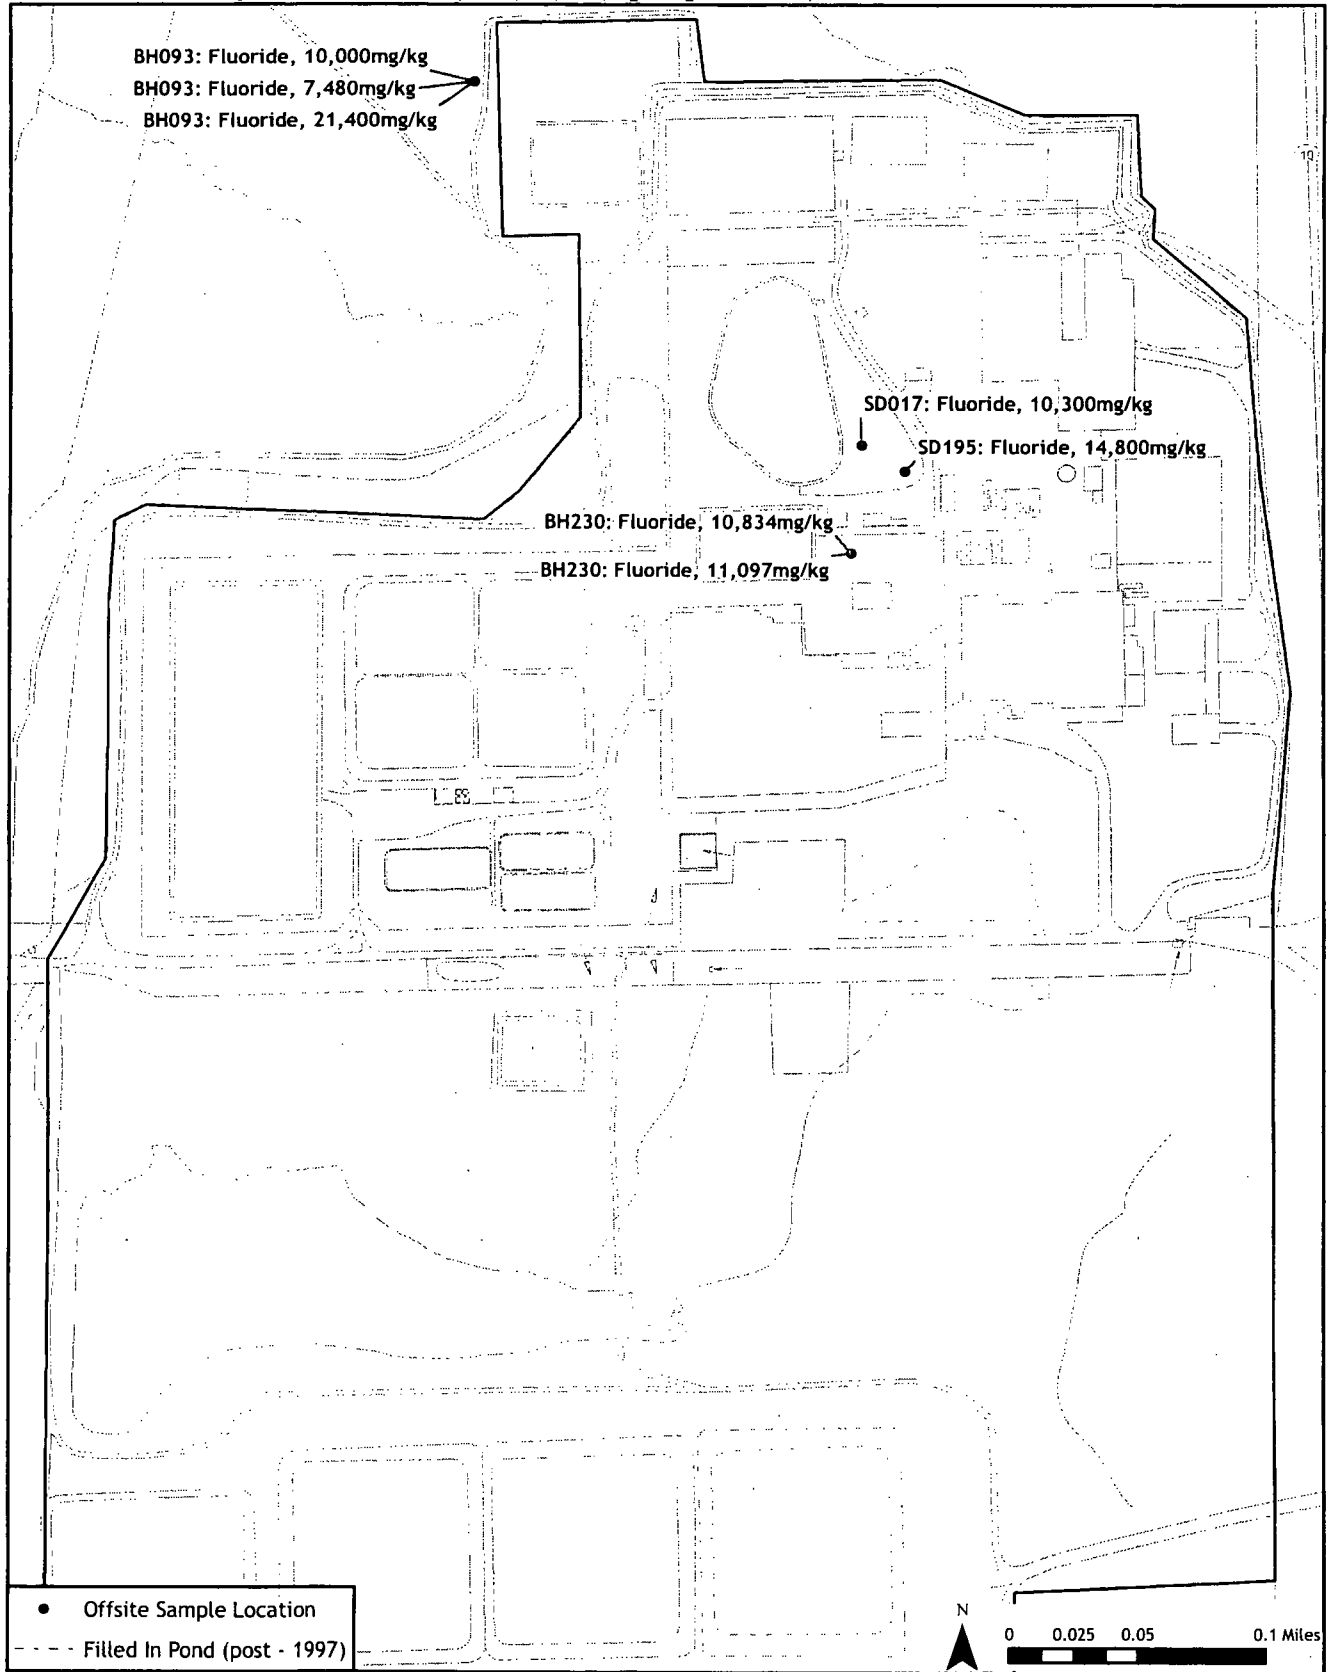 BH093: Fluoride, 10,000mg/kg
BH093: Fluoride, 7,480mg/kg
BH093: Fluoride, 21,400mg/kg
10
SD017: Fluoride, 10,300mg/kg
SD195: Fluoride, 14,800mg/kg
BH230: Fluoride, 10,834mg/kg
BH230: Fluoride, 11,097mg/kg
Offsite Sample Location
Filled In Pond (post - 1997)
N
0 0.025 0.05 0.1 Miles